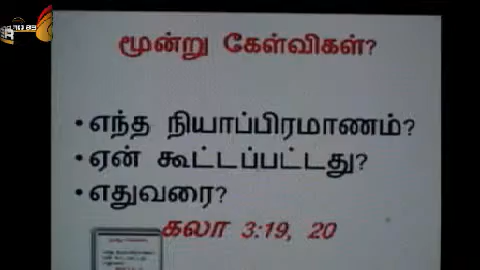 மூன்று கேள்விகள்?
•எந்த நியாப்பிரமாணம்?
•ஏன் கூட்டப்பட்டது?
•எதுவரை?
கலா 3:19, 20